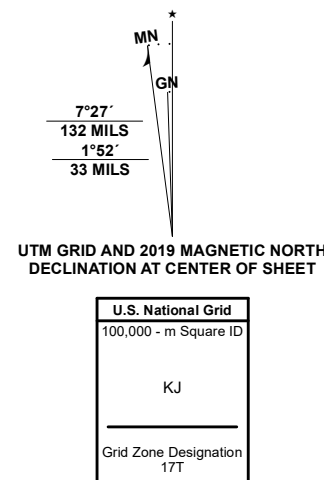 ★
MN
GN
7°27´
132 MILS
1°52´
33 MILS
UTM GRID AND 2019 MAGNETIC NORTH
DECLINATION AT CENTER OF SHEET
U.S. National Grid
100,000 - m Square ID
KJ
Grid Zone Designation
17T